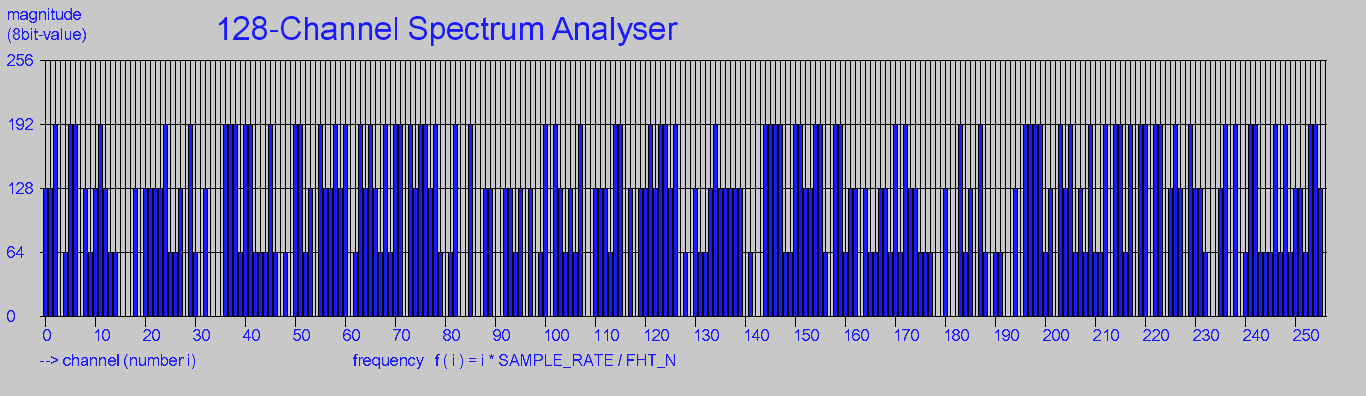 magnitude
(8bit-value)
128-Channel Spectrum Analyser
256
192
128
64
0
0 10 20 30 40 50 60 70 80 90 100 110 120 130 140 150 160 170 180 190 200 210 220 230 240 250
--> channel (number i)
frequency f ( i ) = i * SAMPLE_RATE / FHT_N